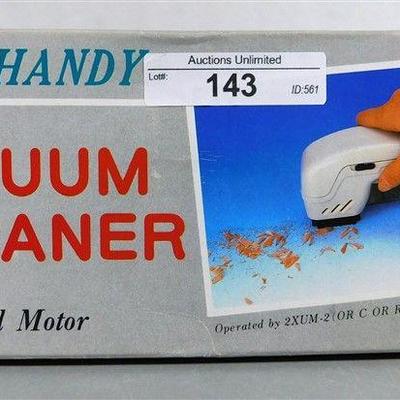 HANDY
Auctions Unlimited
Lot#: 143 ID:561
UUM
ANER
Motor
Operated by 2XUM-2(OR C OR R